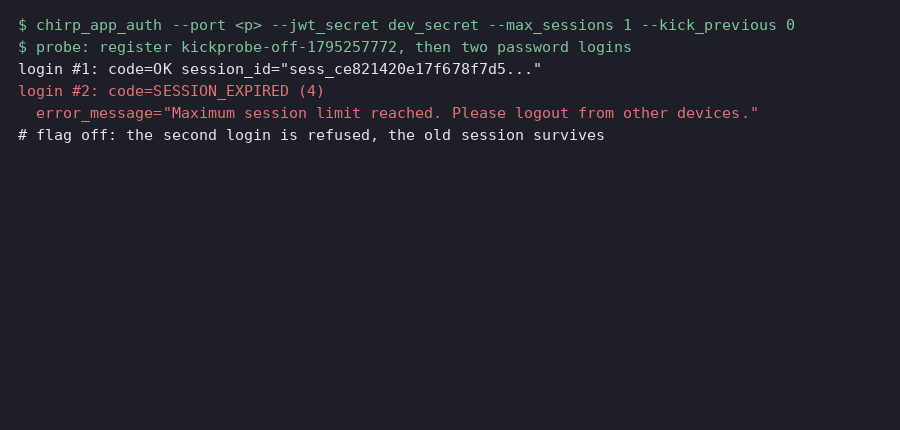 $ chirp_app_auth --port <p> --jwt_secret dev_secret --max_sessions 1 --kick_previous 0
$ probe: register kickprobe-off-1795257772, then two password logins
login #1: code=OK session_id="sess_ce821420e17f678f7d5..."
login #2: code=SESSION_EXPIRED (4)
  error_message="Maximum session limit reached. Please logout from other devices."
# flag off: the second login is refused, the old session survives